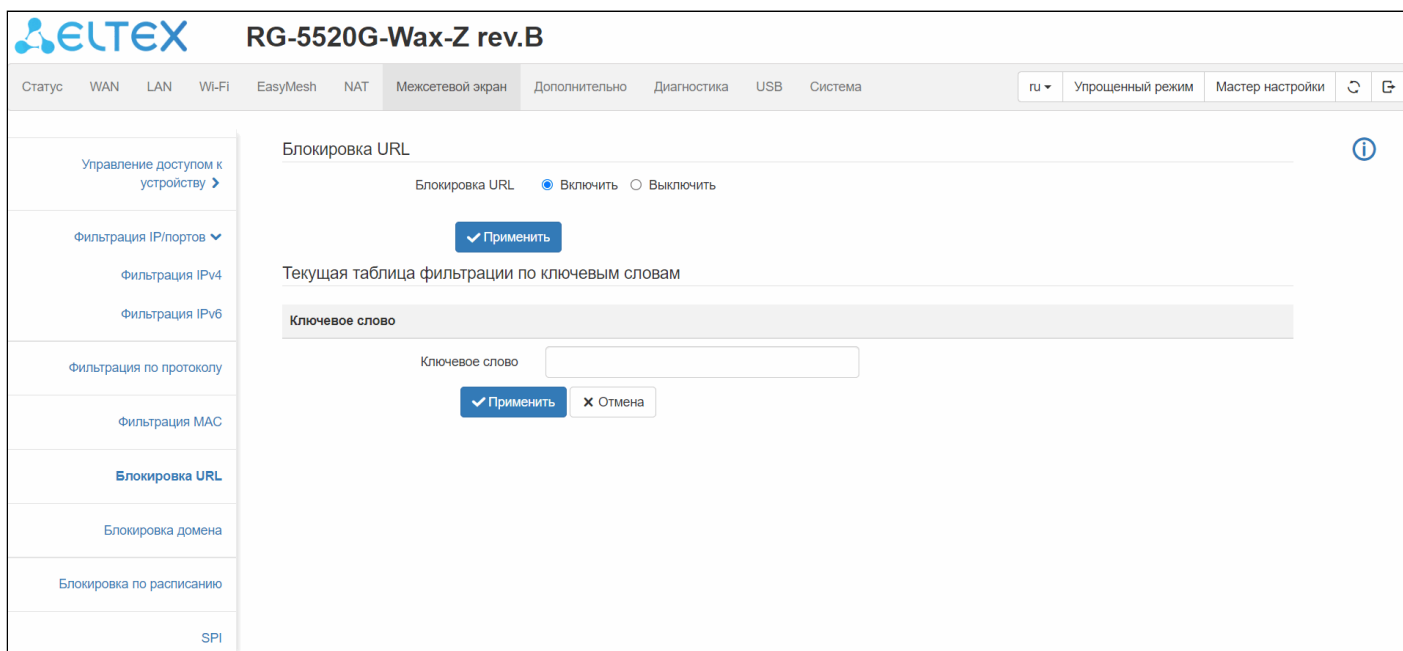 ELTEX RG-5520G-Wax-Z rev.B
Статус WAN LAN Wi-Fi EasyMesh NAT Межсетевой экран Дополнительно Диагностика USB Система ru Упрощенный режим Мастер настройки
Управление доступом к
устройству
Фильтрация IP/портов
Фильтрация IPv4
Фильтрация IPv6
Фильтрация по протоколу
Фильтрация MAC
Блокировка URL
Блокировка домена
Блокировка по расписанию
SPI
Блокировка URL
Блокировка URL Включить Выключить
Применить
Текущая таблица фильтрации по ключевым словам
Ключевое слово
Ключевое слово
Применить Отмена